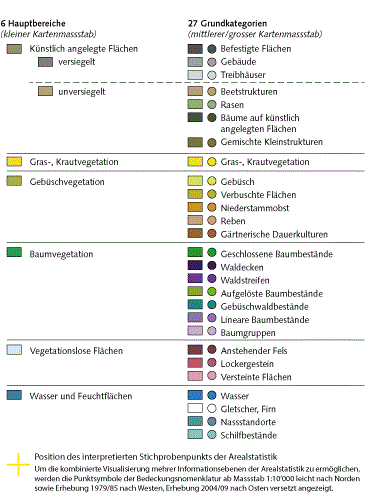 6 Hauptbereiche
(kleiner Kartenmassstab)
27 Grundkategorien
(mittlerer/grosser Kartenmassstab)
Künstlich angelegte Flächen
versiegelt
Befestigte Flächen
Gebäude
Treibhäuser
unversiegelt
Beetstrukturen
Rasen
Bäume auf künstlich
angelegten Flächen
Gemischte Kleinstrukturen
Gras-, Krautvegetation
Gras-, Krautvegetation
Gebüschvegetation
Gebüsch
Verbuschte Flächen
Niederstammobst
Reben
Gärtnerische Dauerkulturen
Baumvegetation
Geschlossene Baumbestände
Waldecken
Waldstreifen
Aufgelöste Baumbestände
Gebüschwaldbestände
Lineare Baumbestände
Baumgruppen
Vegetationslose Flächen
Anstehender Fels
Lockergestein
Versteinte Flächen
Wasser und Feuchtflächen
Wasser
Gletscher, Firn
Nassstandorte
Schilfbestände
Position des interpretierten Stichprobenpunkts der Arealstatistik
Um die kombinierte Visualisierung mehrer Informationsebenen der Arealstatistik zu ermöglichen,
werden die Punktsymbole der Bedeckungsnomenklatur ab Massstab 1:10'000 leicht nach Norden
sowie Erhebung 1979/85 nach Westen, Erhebung 2004/09 nach Osten versetzt angezeigt.